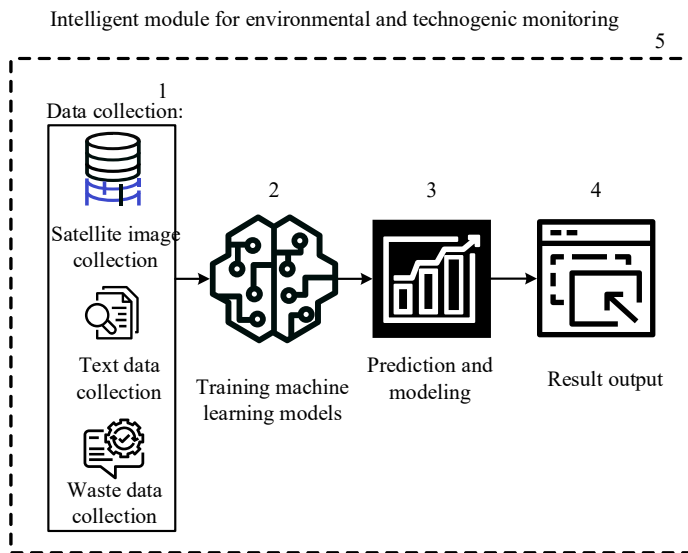 Intelligent module for environmental and technogenic monitoring
5
1
Data collection:
Satellite image
collection
Text data
collection
Waste data
collection
2
Training machine
learning models
3
Prediction and
modeling
4
Result output